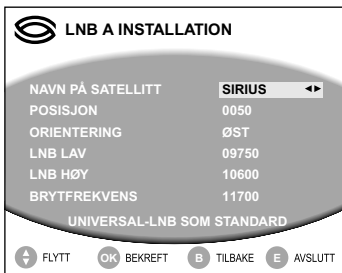 LNB A INSTALLATION
NAVN PÅ SATELLITT SIRIUS
POSISJON 0050
ORIENTERING ØST
LNB LAV 09750
LNB HØY 10600
BRYTFREKVENS 11700
UNIVERSAL-LNB SOM STANDARD
FLYTT OK BEKREFT B TILBAKE E AVSLUTT